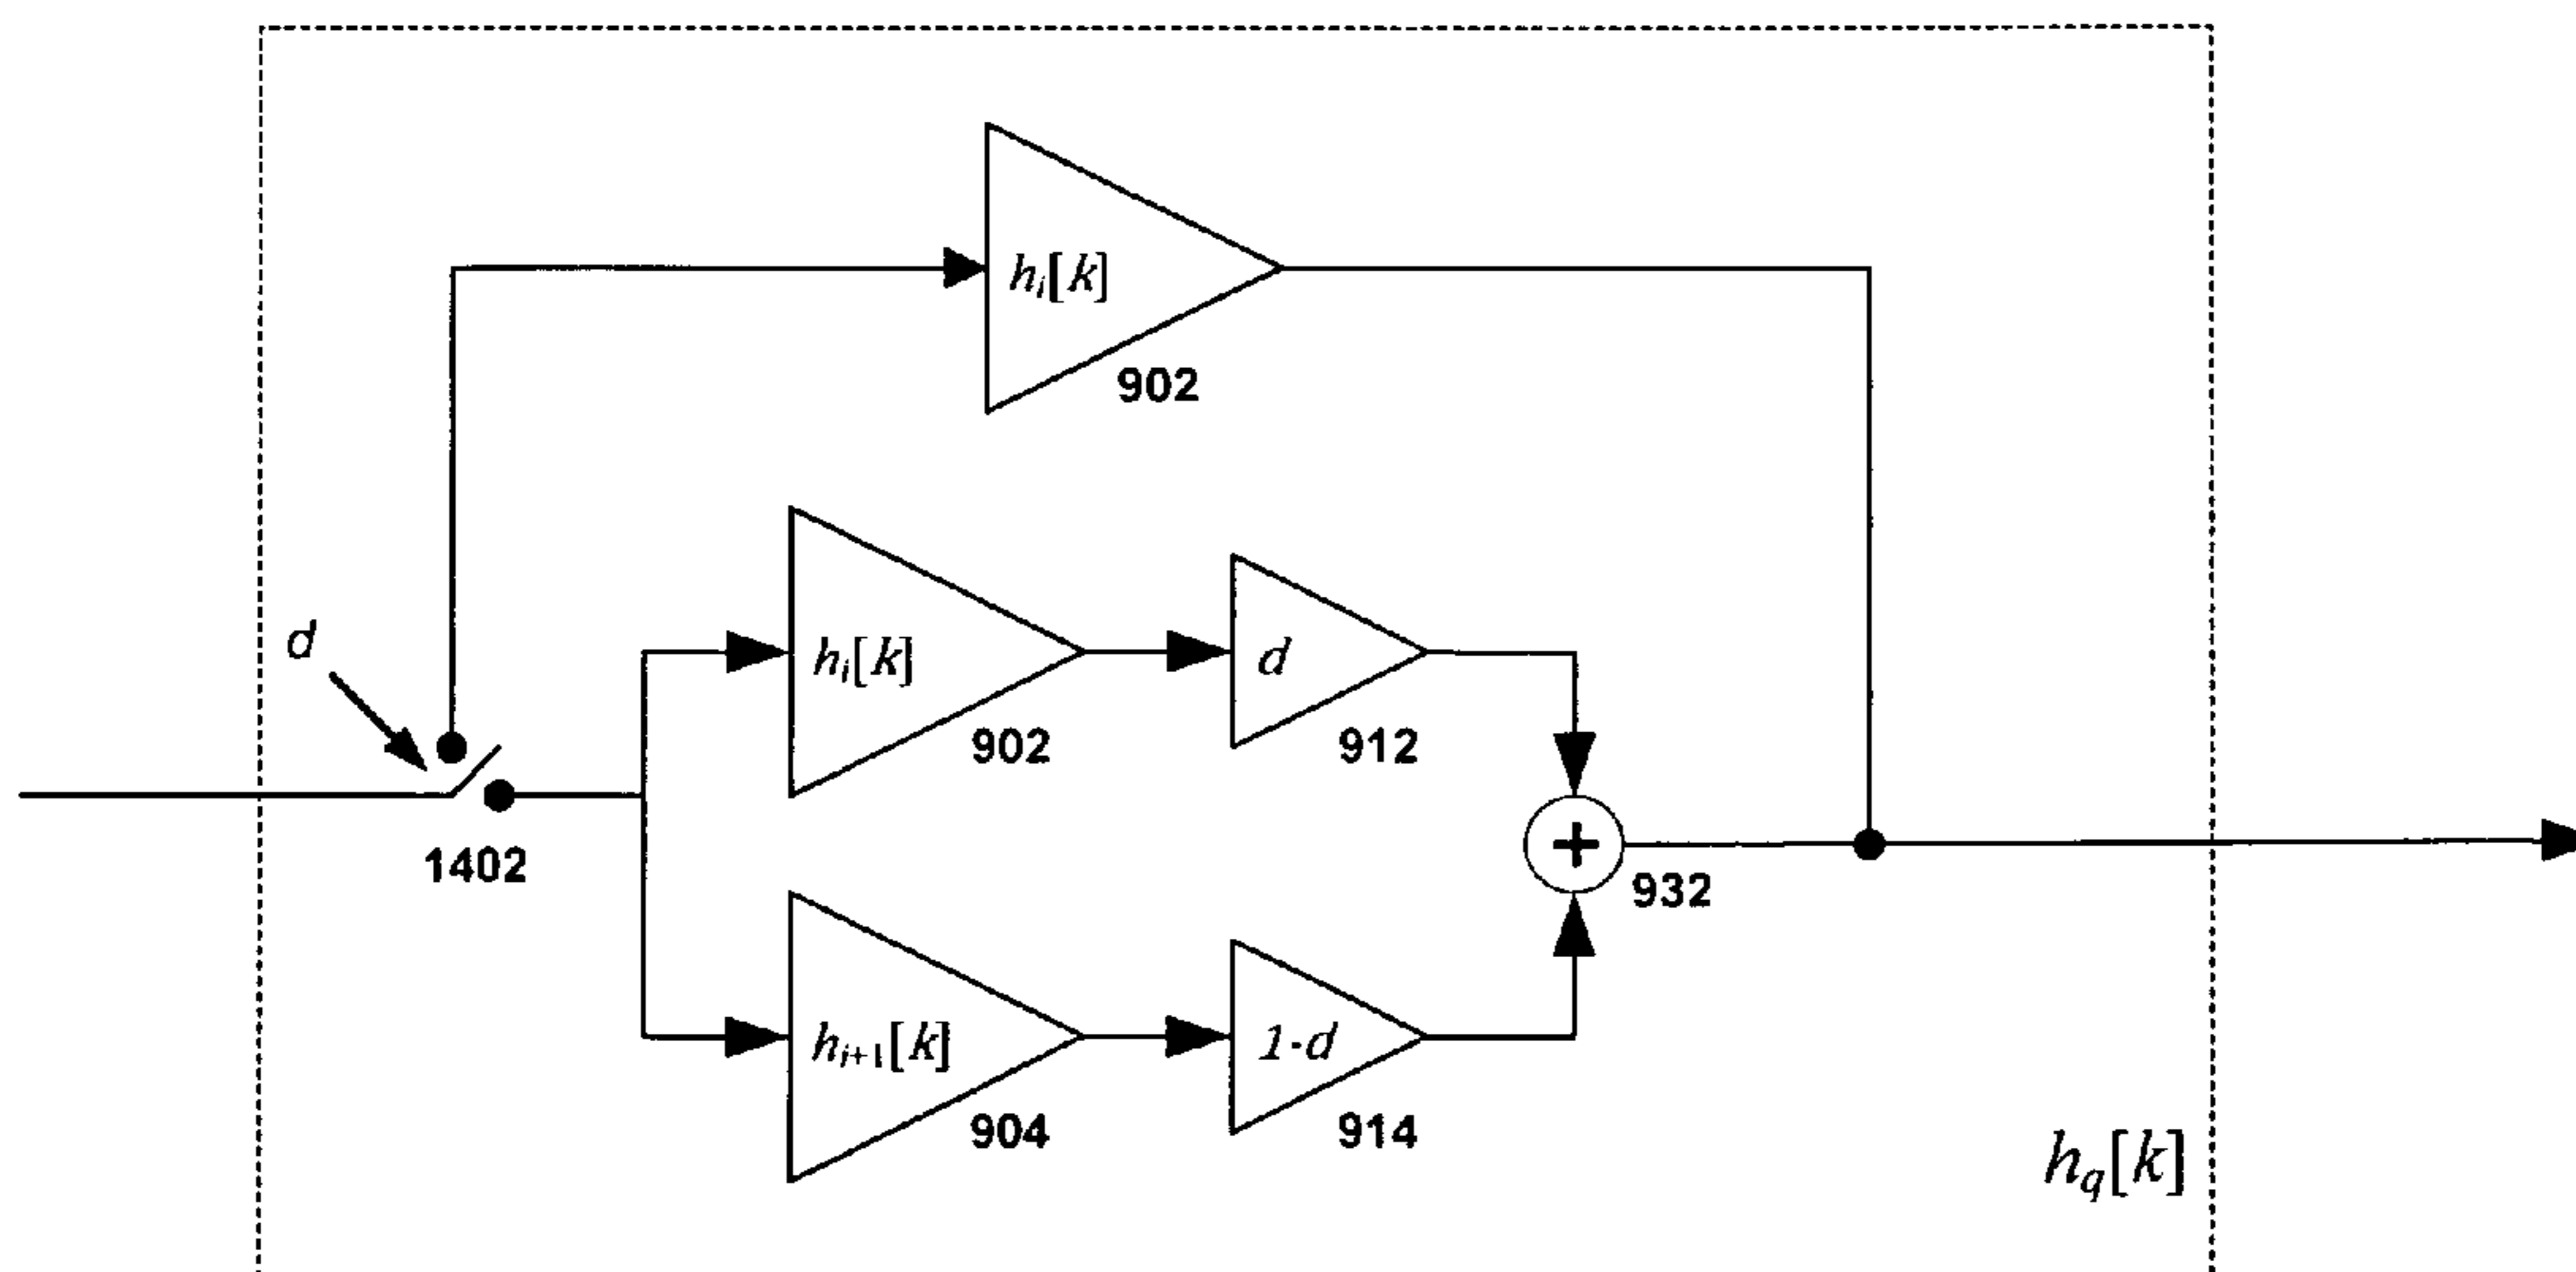 h_i[k]
902
d
h_i[k]
d
902
912
1402
932
h_{i+1}[k]
1-d
904
914
h_q[k]
+